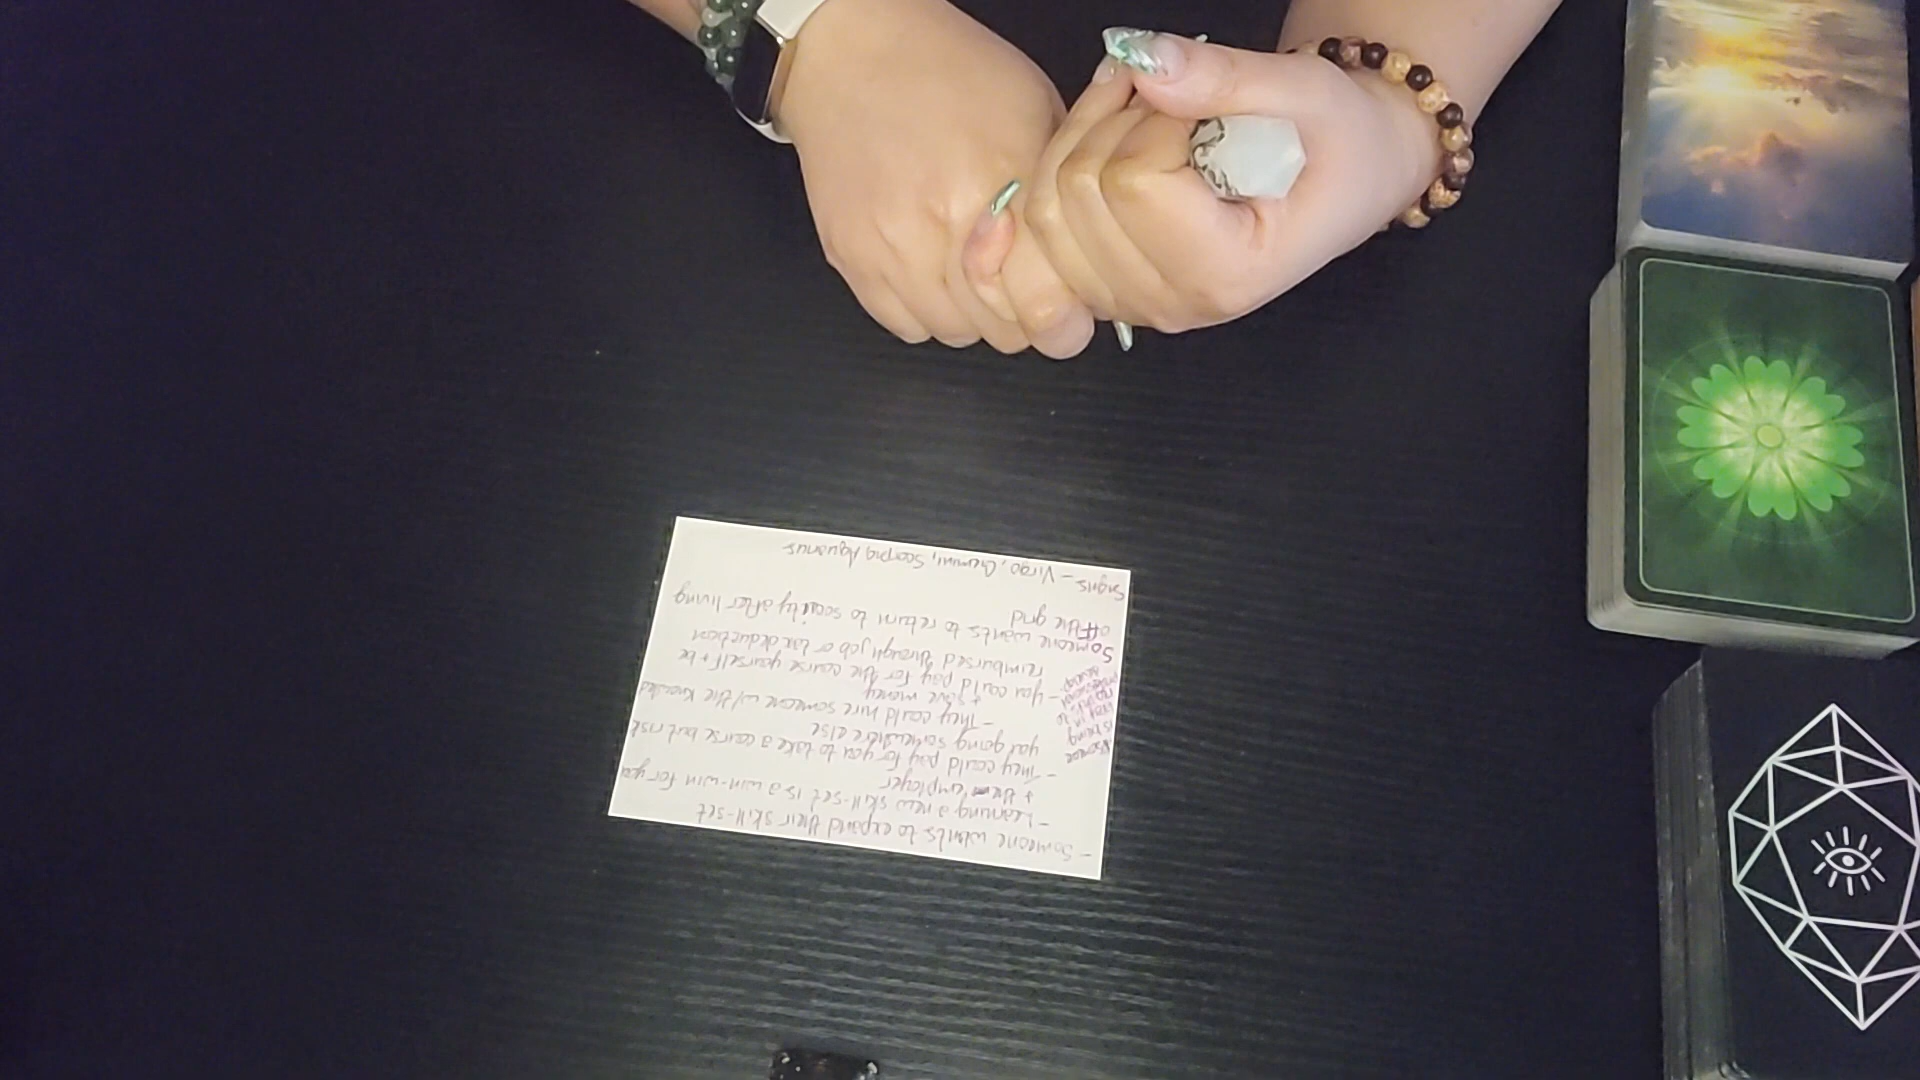 - Someone wants to expand their skill-set
- Learning a new skill-set is a win-win for you
+ employer
- They could pay for you to take a course but risk
you going somewhere else
- They could hire someone w/ the knowled
+ save money
- you could pay for the course yourself + be
reimbursed through job or tax deduction
Someone wants to return to society after living
off the grid
Signs - Virgo, Gemini, Scorpio, Aquarius
is being